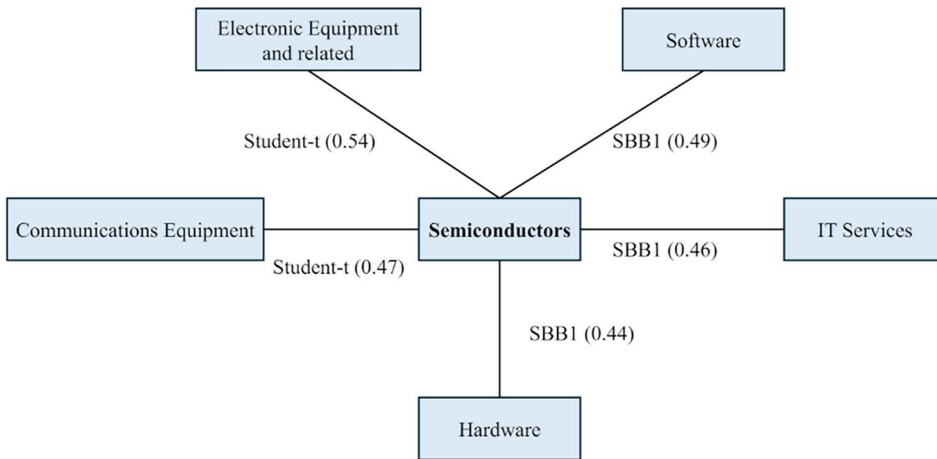 Electronic Equipment
and related
Software
Student-t (0.54)
SBB1 (0.49)
Communications Equipment
Semiconductors
IT Services
Student-t (0.47)
SBB1 (0.46)
SBB1 (0.44)
Hardware